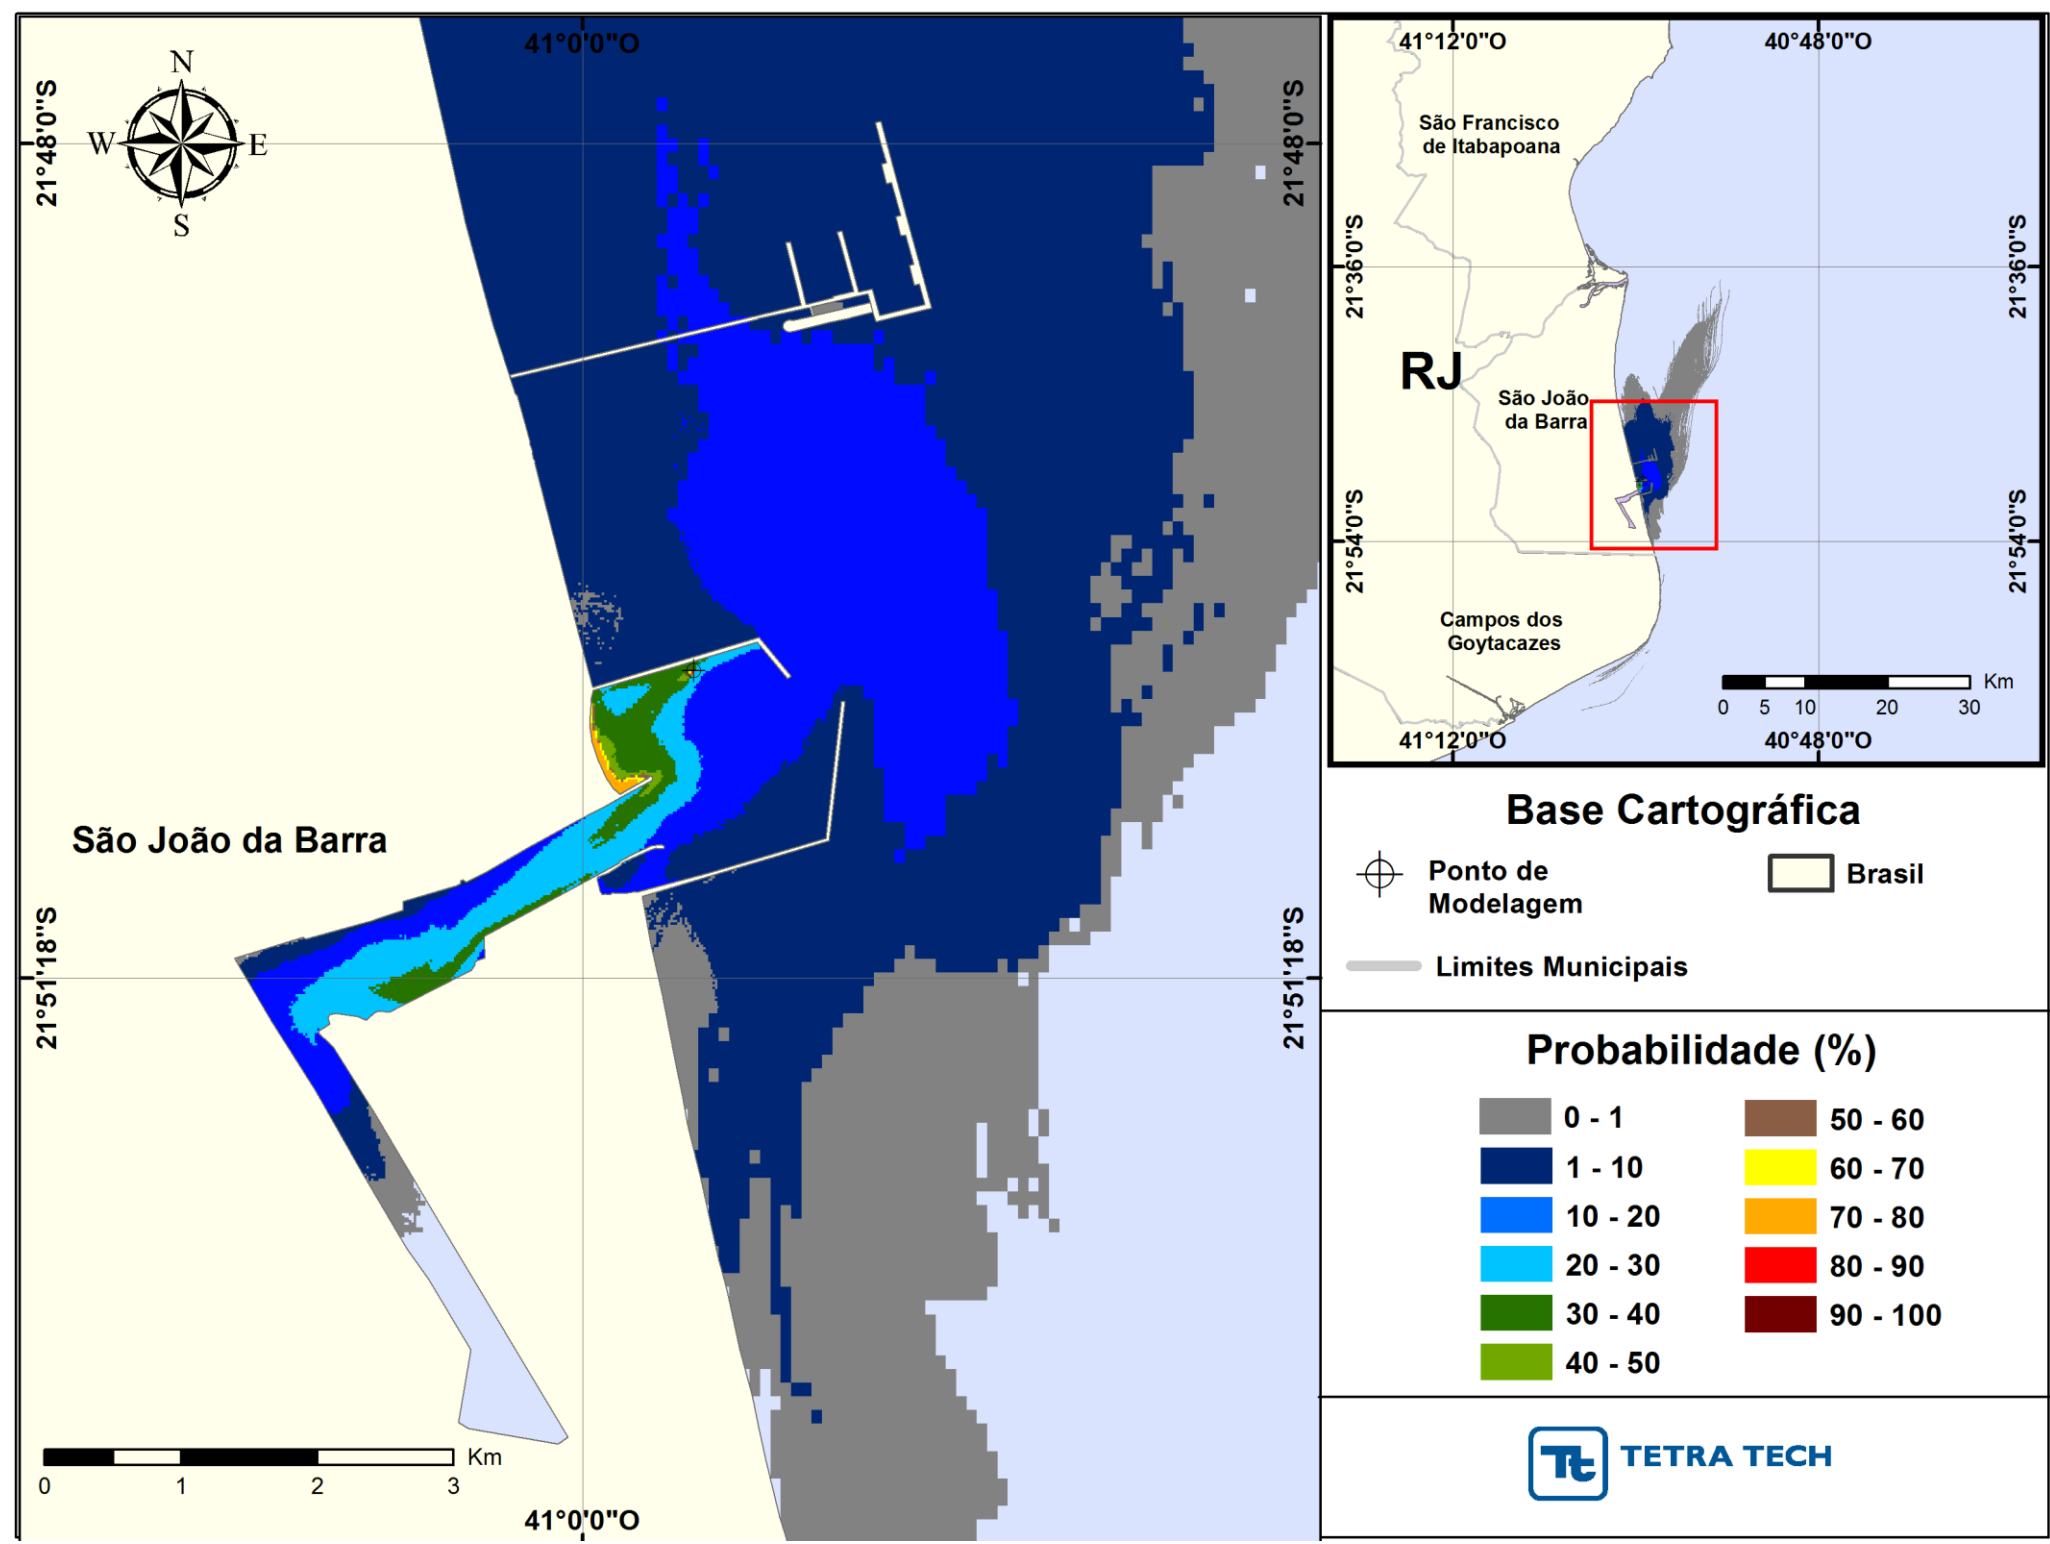 41°0'0"O
N
W
E
S
21°48'0"S
21°48'0"S
São João da Barra
21°51'18"S
21°51'18"S
Km
0
1
2
3
41°0'0"O
41°12'0"O
40°48'0"O
São Francisco
de Itabapoana
21°36'0"S
21°36'0"S
RJ
São João
da Barra
21°54'0"S
21°54'0"S
Campos dos
Goytacazes
Km
0
5
10
20
30
41°12'0"O
40°48'0"O
Base Cartográfica
Ponto de
Modelagem
Brasil
Limites Municipais
Probabilidade (%)
0 - 1
1 - 10
10 - 20
20 - 30
30 - 40
40 - 50
50 - 60
60 - 70
70 - 80
80 - 90
90 - 100
Tt
TETRA TECH